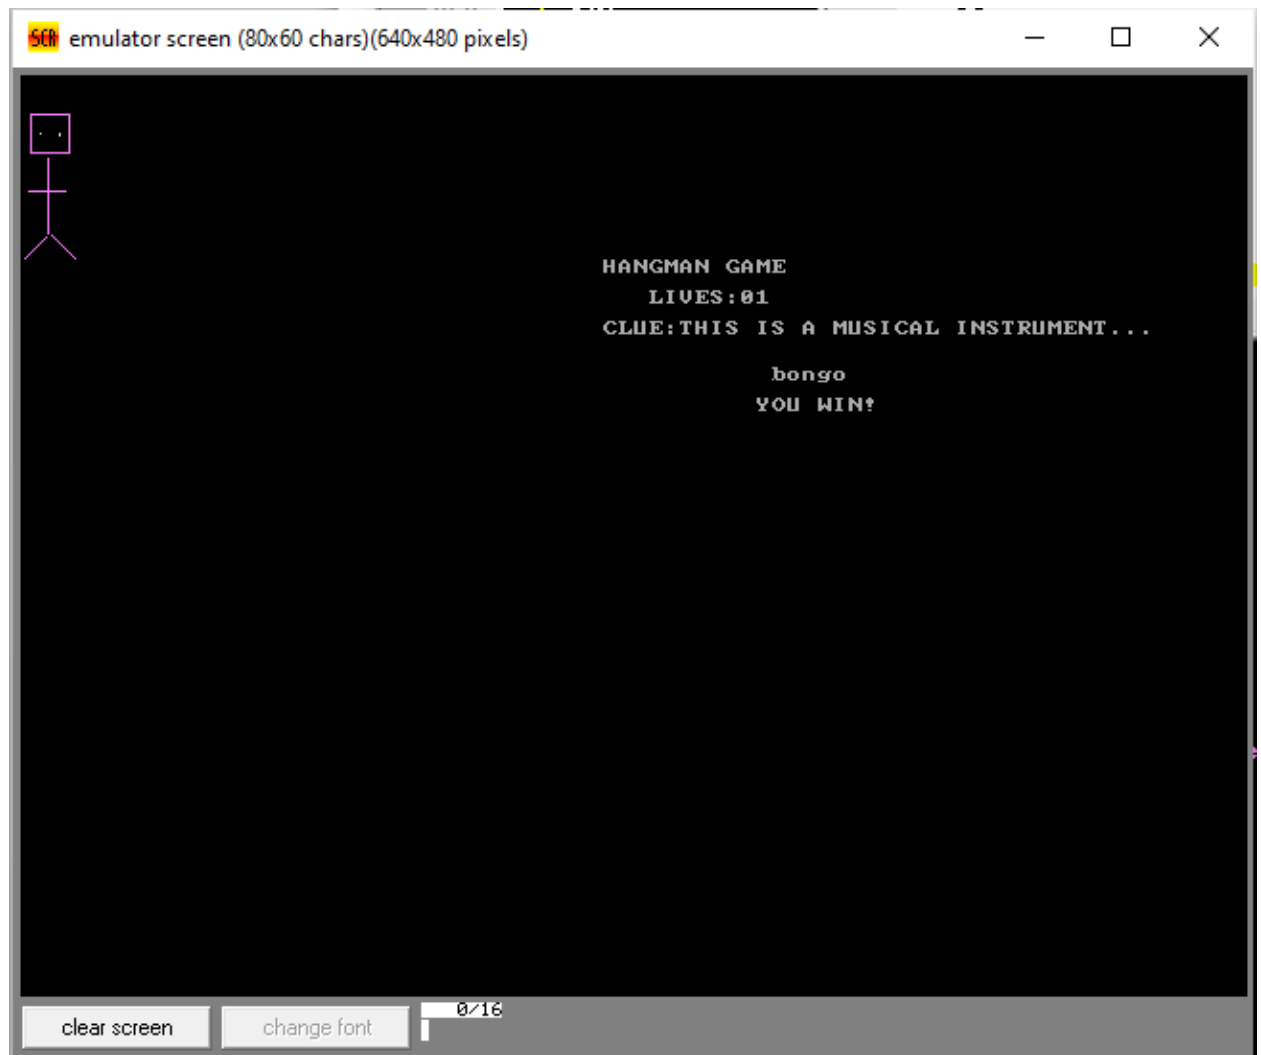 SCR emulator screen (80x60 chars)(640x480 pixels)
HANGMAN GAME
LIVES:01
CLUE:THIS IS A MUSICAL INSTRUMENT...
bongo
YOU WIN!
clear screen
change font
0/16